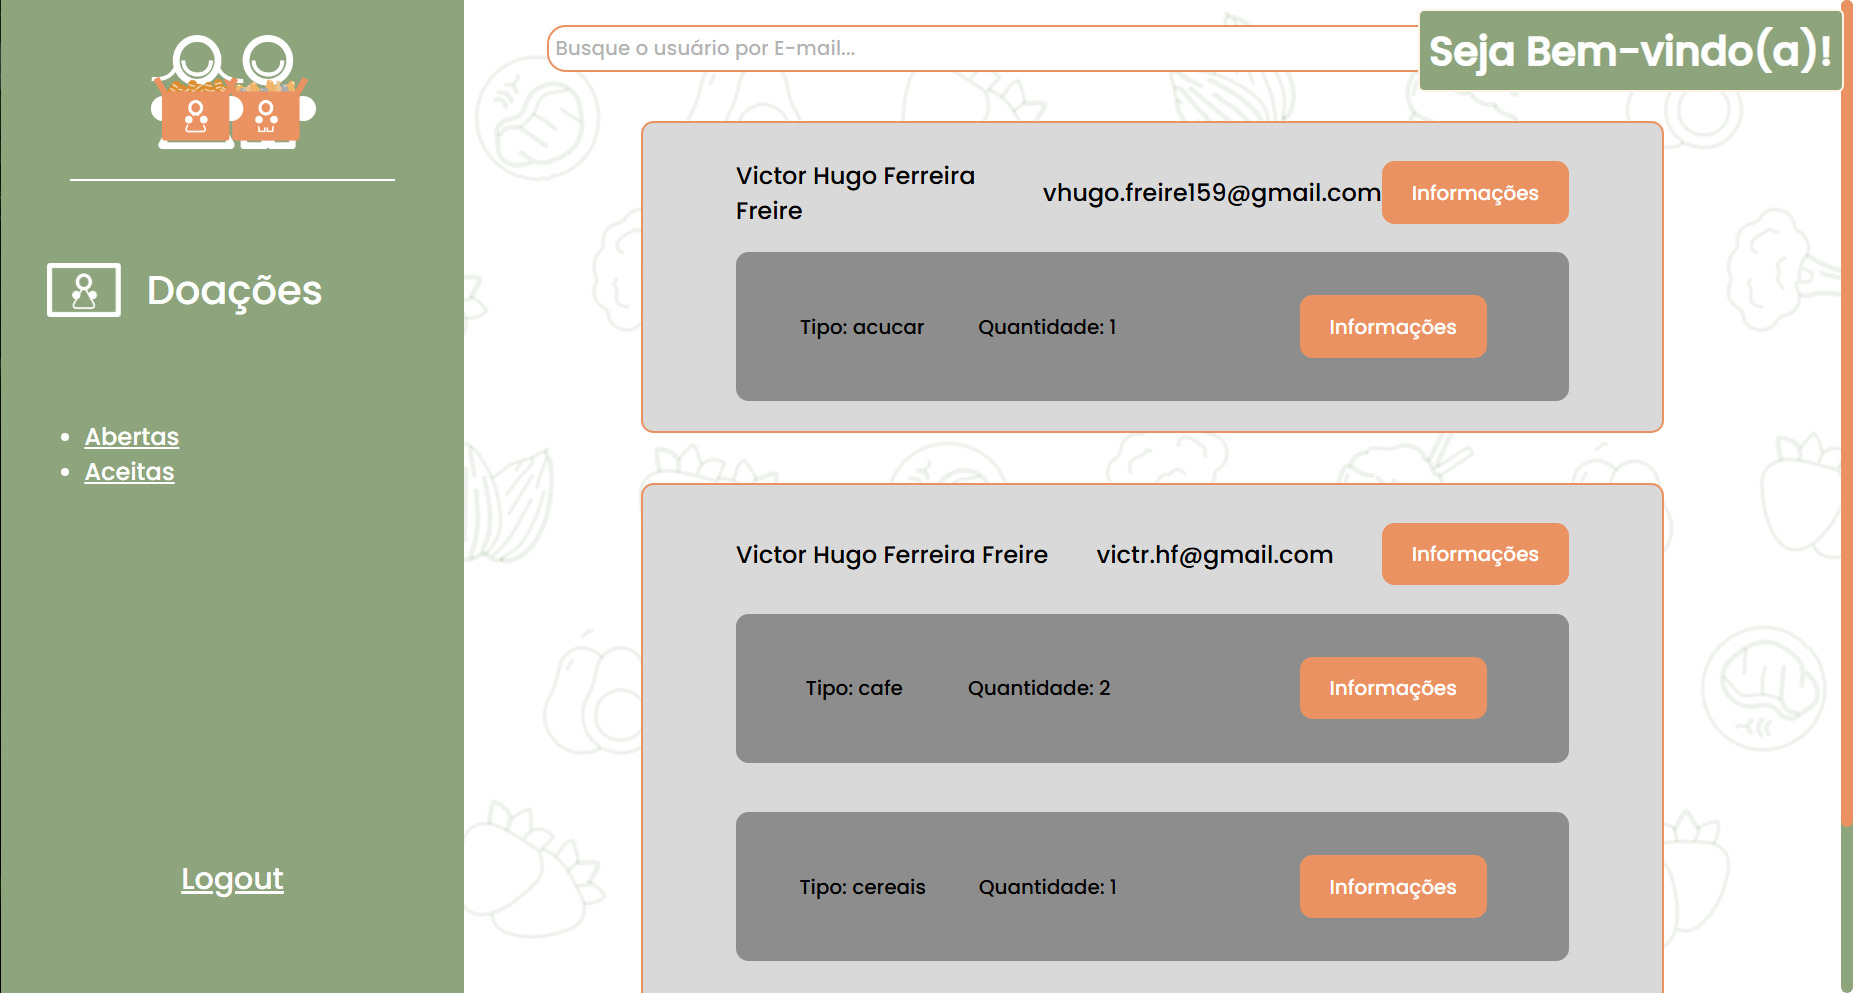 Doações
Abertas
Aceitas
Logout
Busque o usuário por E-mail...
Seja Bem-vindo(a)!
Victor Hugo Ferreira
Freire
vhugo.freire159@gmail.com
Informações
Tipo: acucar
Quantidade: 1
Informações
Victor Hugo Ferreira Freire
victr.hf@gmail.com
Informações
Tipo: cafe
Quantidade: 2
Informações
Tipo: cereais
Quantidade: 1
Informações